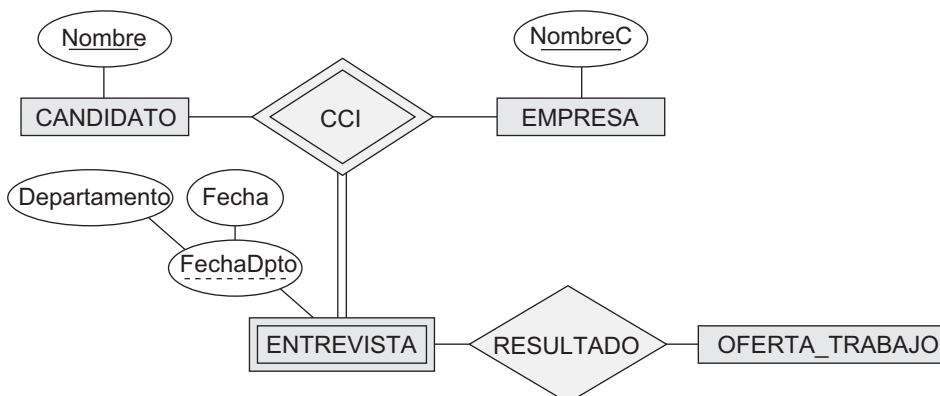 Nombre
NombreC
CANDIDATO
CCI
EMPRESA
Departamento
Fecha
FechaDpto
ENTREVISTA
RESULTADO
OFERTA_TRABAJO